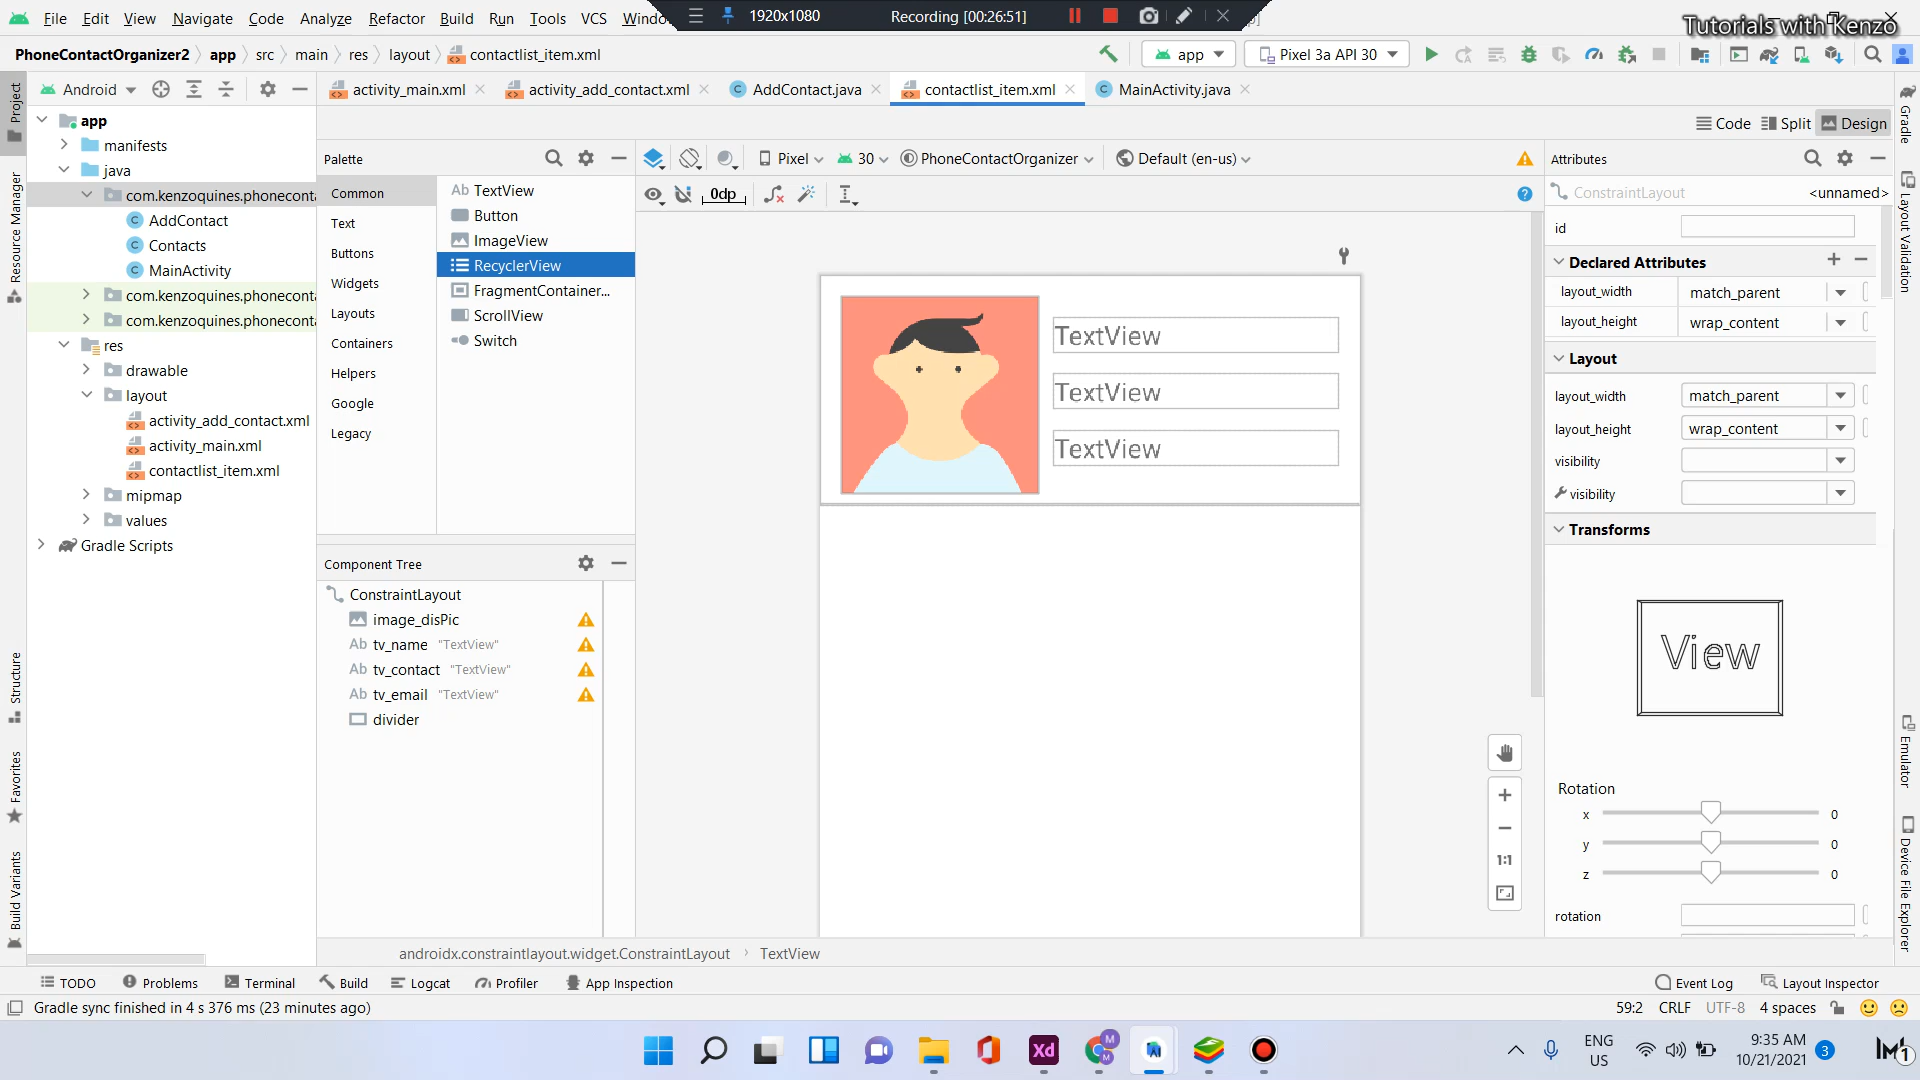 File Edit View Navigate Code Analyze Refactor Build Run Tools VCS
1920x1080 Recording [00:26:51]
Tutorials with Kenzo
PhoneContactOrganizer2 app src main res layout contactlist_item.xml
app Pixel 3a API 30
Project
Android
activity_main.xml activity_add_contact.xml AddContact.java contactlist_item.xml MainActivity.java
Gradle
Code Split Design
app
manifests
java
com.kenzoquines.phoneconta
AddContact
Contacts
MainActivity
com.kenzoquines.phoneconta
com.kenzoquines.phoneconta
res
drawable
layout
activity_add_contact.xml
activity_main.xml
contactlist_item.xml
mipmap
values
Gradle Scripts
Resource Manager
Structure
Favorites
Build Variants
Palette
Common
Text
Buttons
Widgets
Layouts
Containers
Helpers
Google
Legacy
Ab TextView
Button
ImageView
RecyclerView
FragmentContainer...
ScrollView
Switch
Component Tree
ConstraintLayout
image_disPic
Ab tv_name "TextView"
Ab tv_contact "TextView"
Ab tv_email "TextView"
divider
Pixel 30 PhoneContactOrganizer Default (en-us)
0dp
TextView
TextView
TextView
1:1
Attributes
ConstraintLayout <unnamed>
id
Declared Attributes
layout_width match_parent
layout_height wrap_content
Layout
layout_width match_parent
layout_height wrap_content
visibility
visibility
Transforms
View
Rotation
x 0
y 0
z 0
rotation
Layout Validation
Emulator
Device File Explorer
androidx.constraintlayout.widget.ConstraintLayout TextView
TODO Problems Terminal Build Logcat Profiler App Inspection Event Log Layout Inspector
Gradle sync finished in 4 s 376 ms (23 minutes ago) 59:2 CRLF UTF-8 4 spaces
Xd
M
M
ENG
US
9:35 AM
10/21/2021
3
1